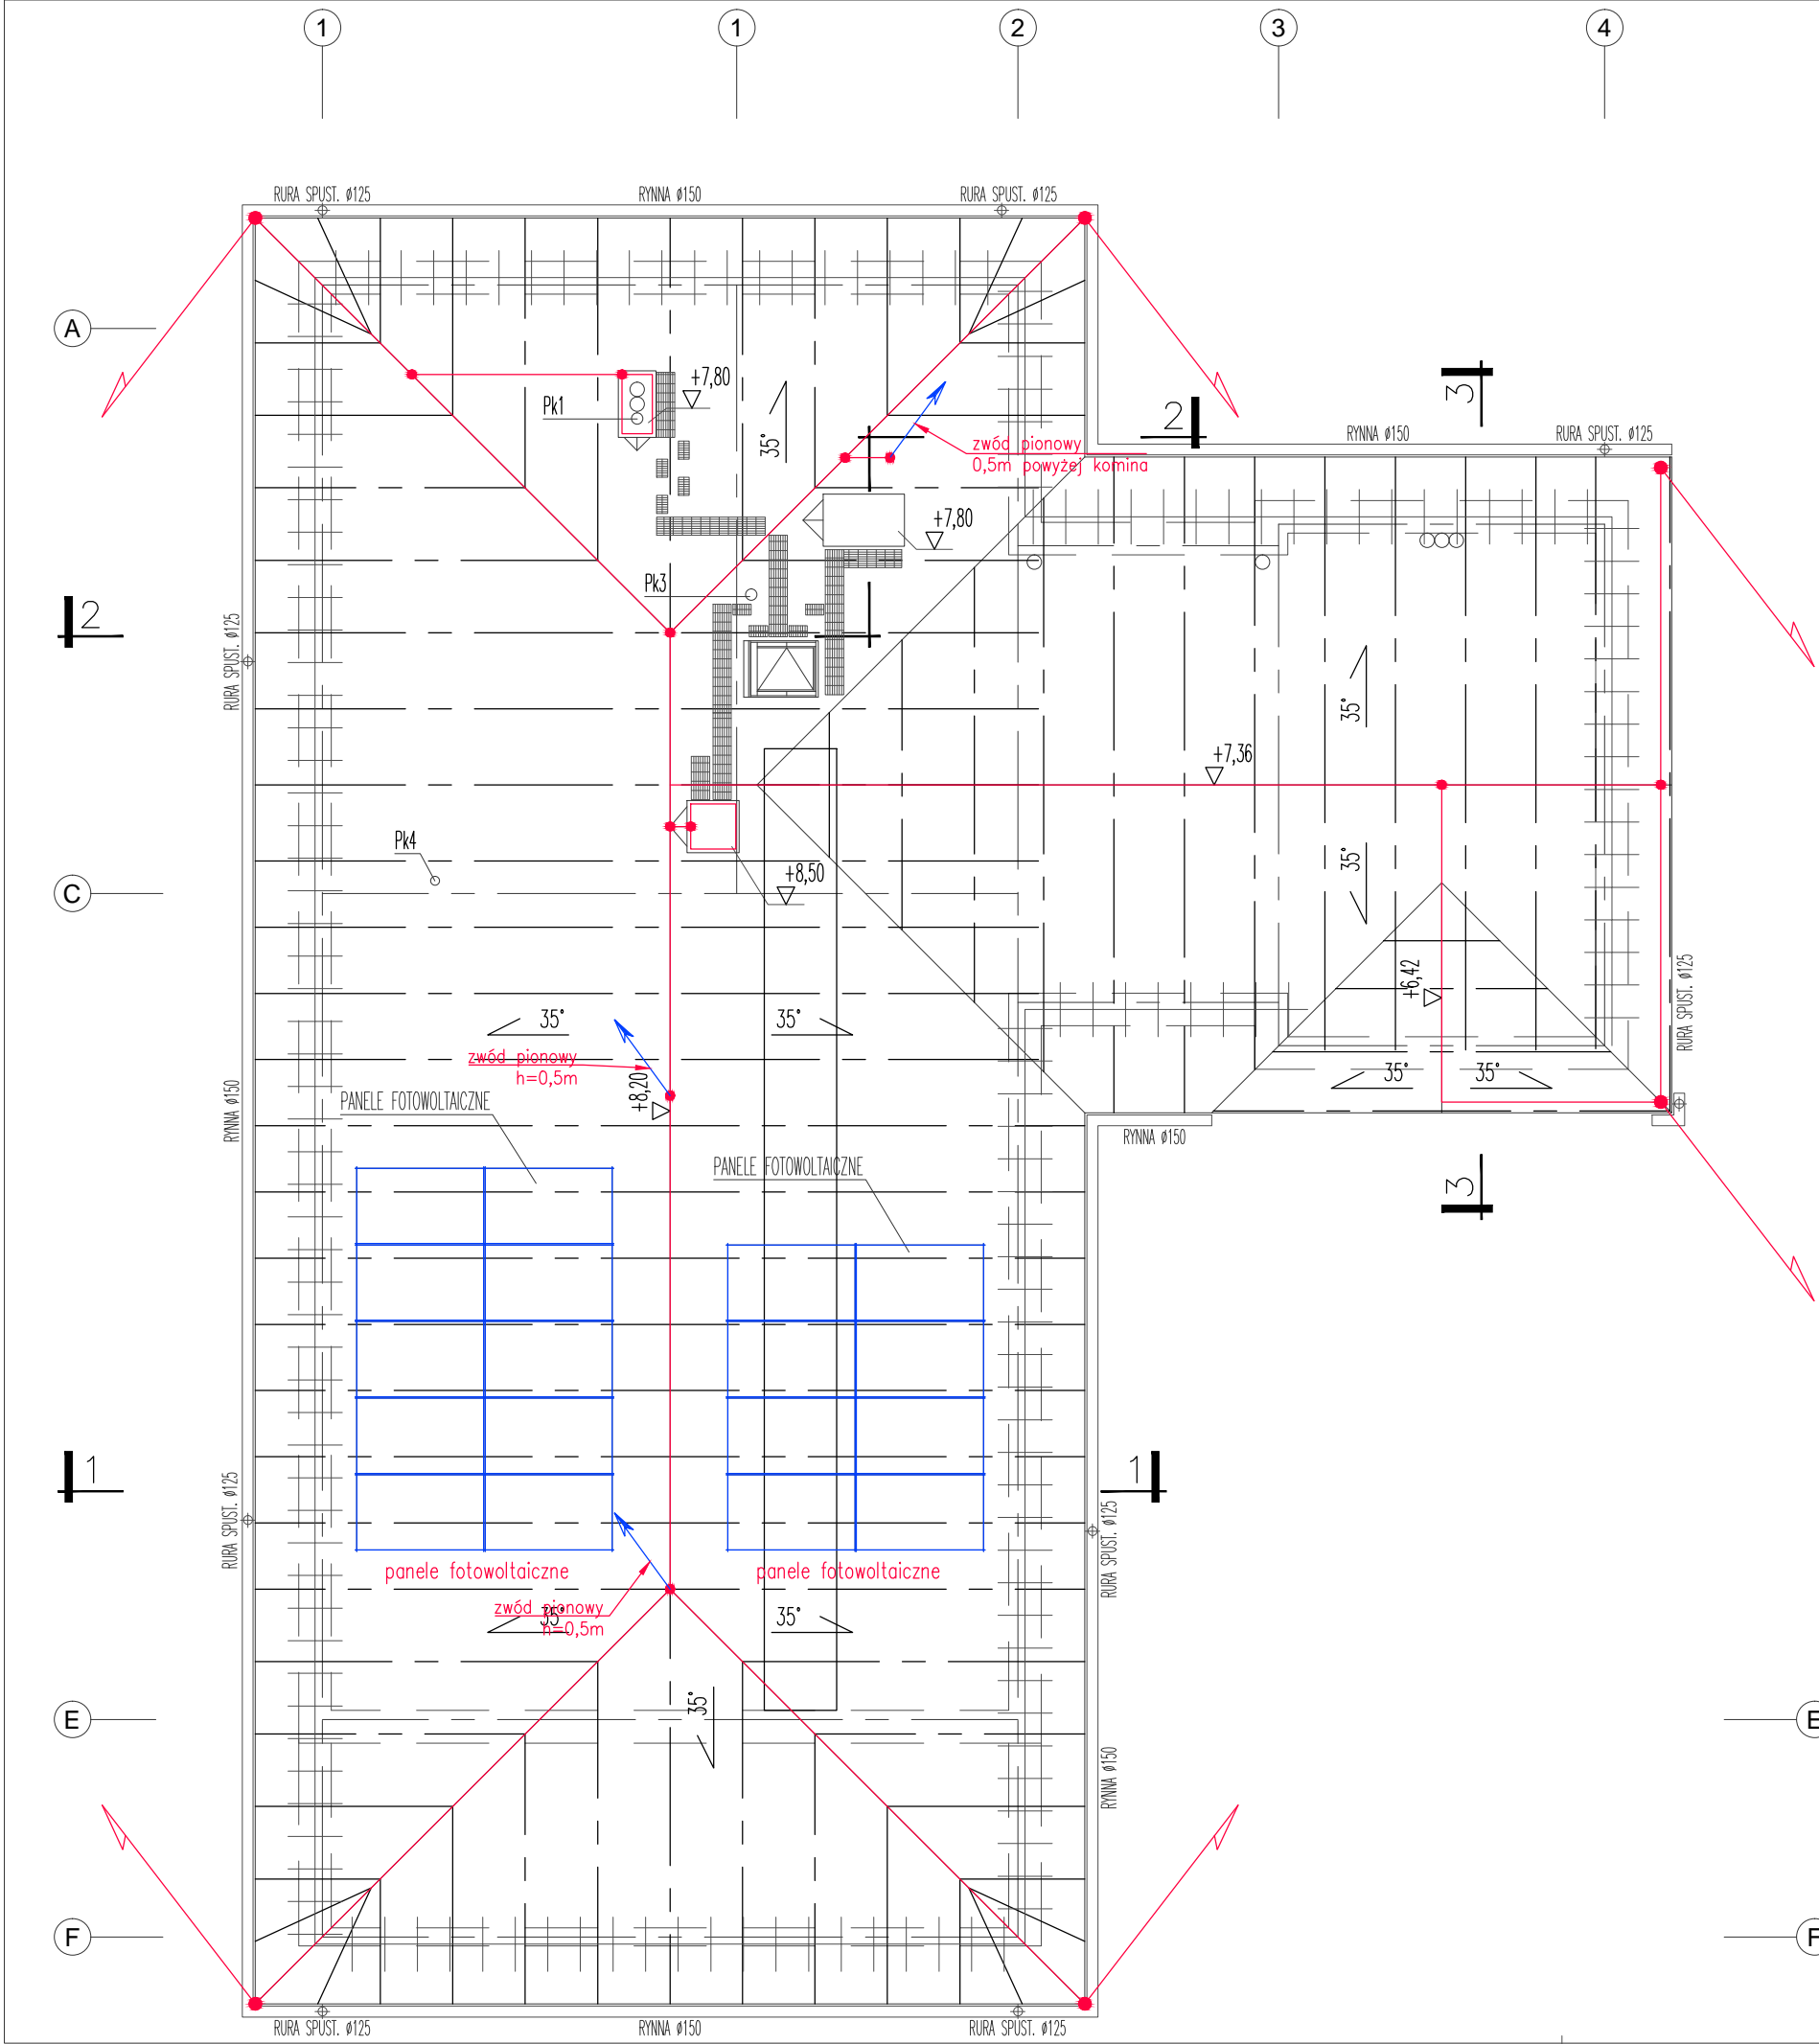 1 1 2 3 4
RURA SPUST. ø125 RYNNA ø150 RURA SPUST. ø125
A
Pk1
+7,80
35°
2
3
zwód pionowy
0,5m powyżej komina
RYNNA ø150 RURA SPUST. ø125
+7,80
Pk3
2
RURA SPUST. ø125
35°
+7,36
Pk4
35°
+8,50
C
+6,42
RURA SPUST. ø125
35° 35°
zwód pionowy
h=0,5m
+8,20
35° 35°
RYNNA ø150
PANELE FOTOWOLTAICZNE
RYNNA ø150
PANELE FOTOWOLTAICZNE
3
1
1
RURA SPUST. ø125
RURA SPUST. ø125
panele fotowoltaiczne panele fotowoltaiczne
zwód pionowy
h=0,5m
35° 35°
35°
E E
RYNNA ø150
F F
RURA SPUST. ø125 RYNNA ø150 RURA SPUST. ø125